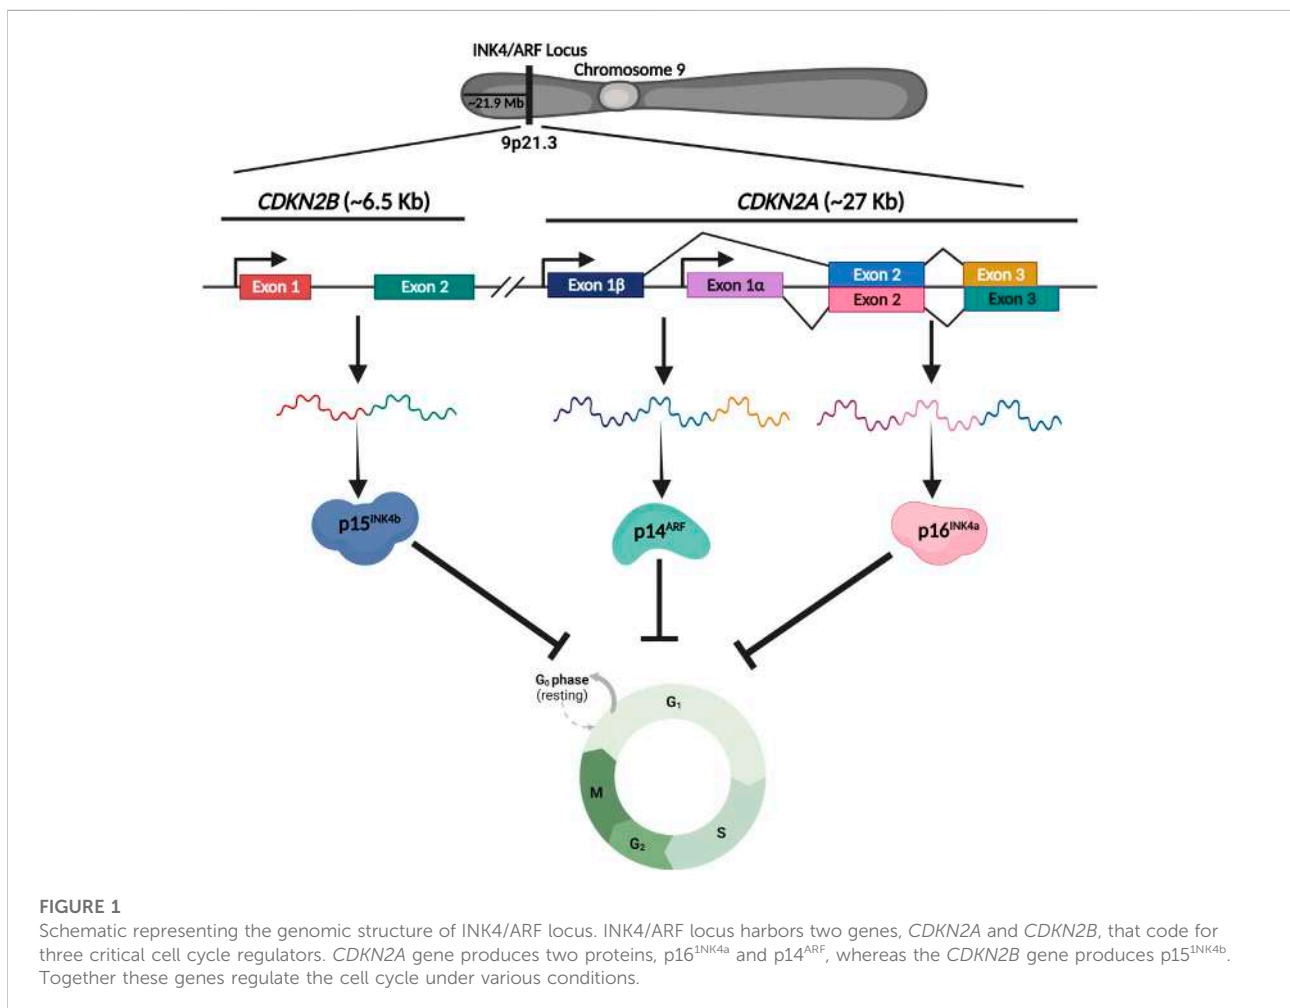 INK4/ARF Locus
Chromosome 9
~21.9 Mb
9p21.3
CDKN2B (~6.5 Kb)
CDKN2A (~27 Kb)
Exon 1
Exon 2
Exon 1β
Exon 1α
Exon 2
Exon 3
Exon 2
Exon 3
p15INK4b
p14ARF
p16INK4a
G₀ phase
(resting)
G₁
M
S
G₂
FIGURE 1
Schematic representing the genomic structure of INK4/ARF locus. INK4/ARF locus harbors two genes, CDKN2A and CDKN2B, that code for
three critical cell cycle regulators. CDKN2A gene produces two proteins, p161NK4a and p14ARF, whereas the CDKN2B gene produces p151NK4b.
Together these genes regulate the cell cycle under various conditions.